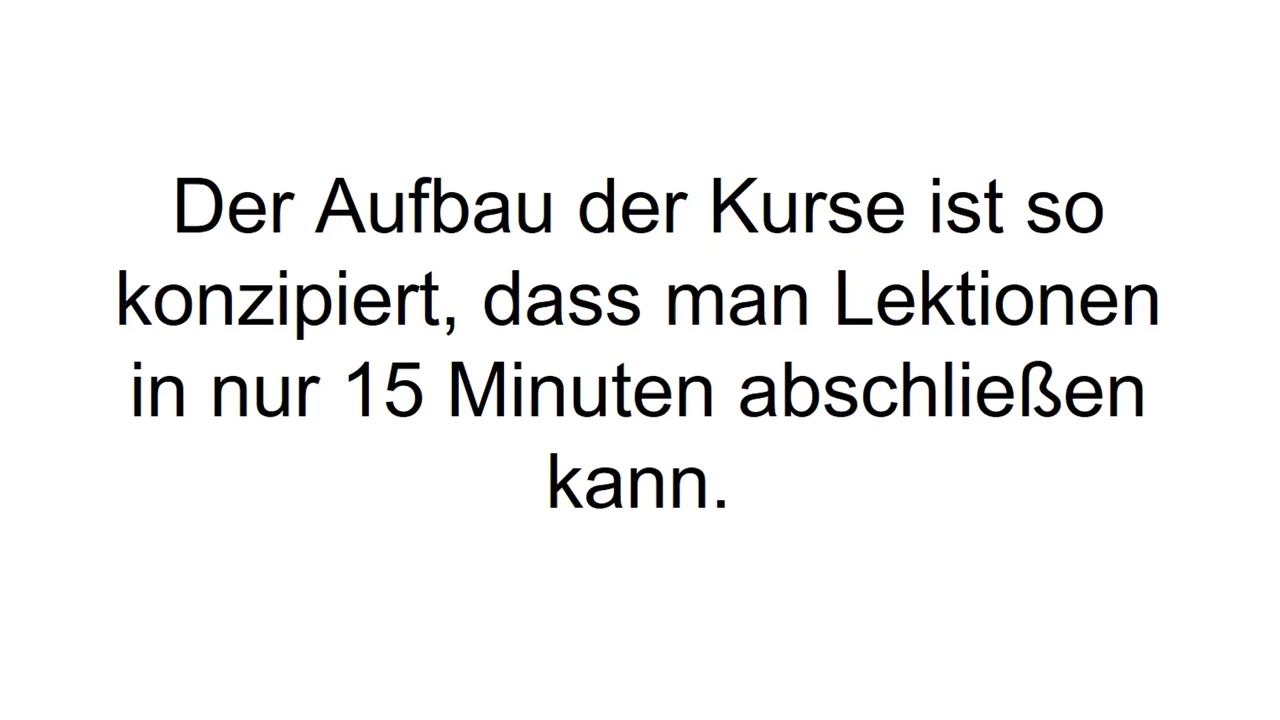 Der Aufbau der Kurse ist so
konzipiert, dass man Lektionen
in nur 15 Minuten abschließen
kann.